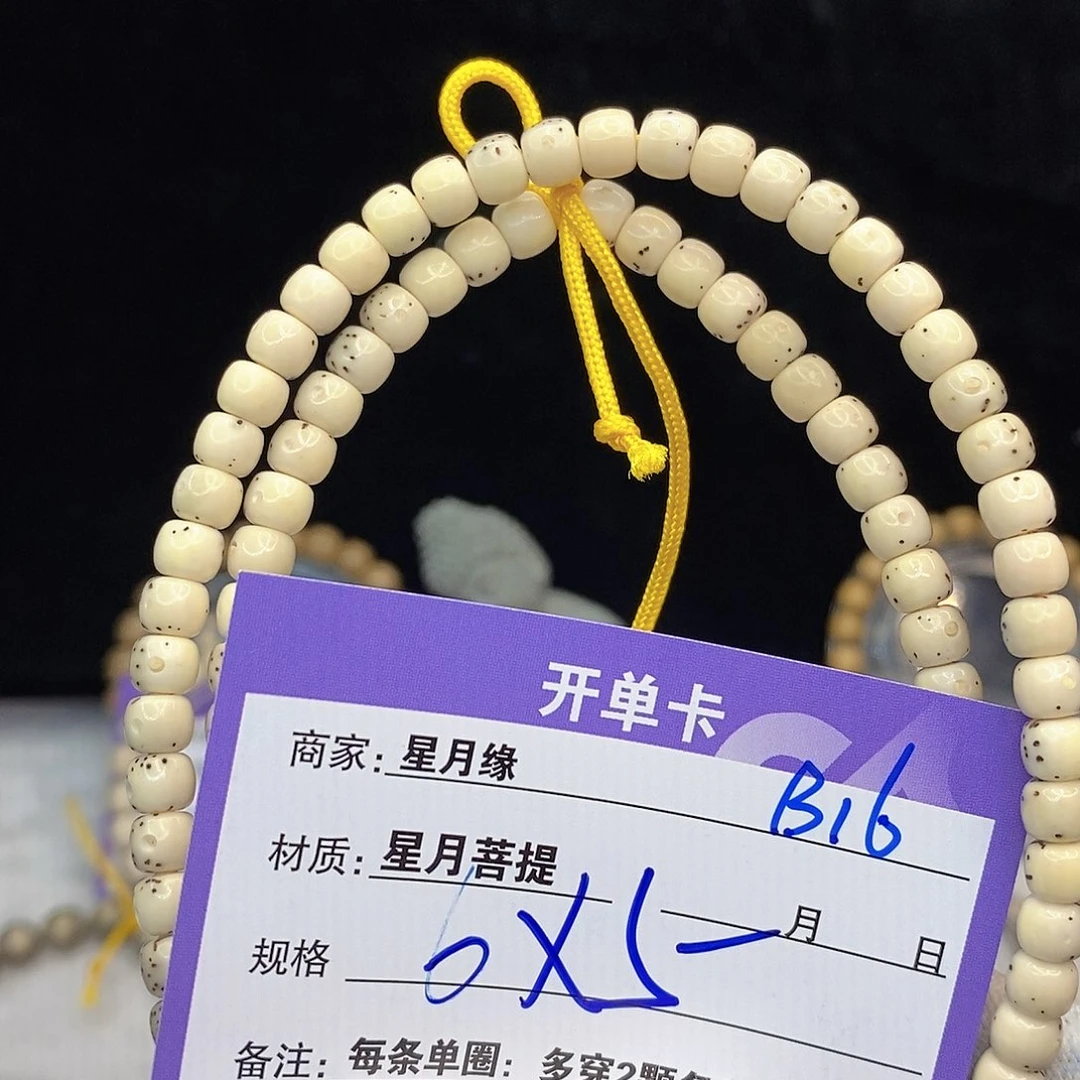 开单卡
商家：星月缘
B16
材质：星月菩提
月 日
规格 6X5
备注：每条单圈：多穿2颗